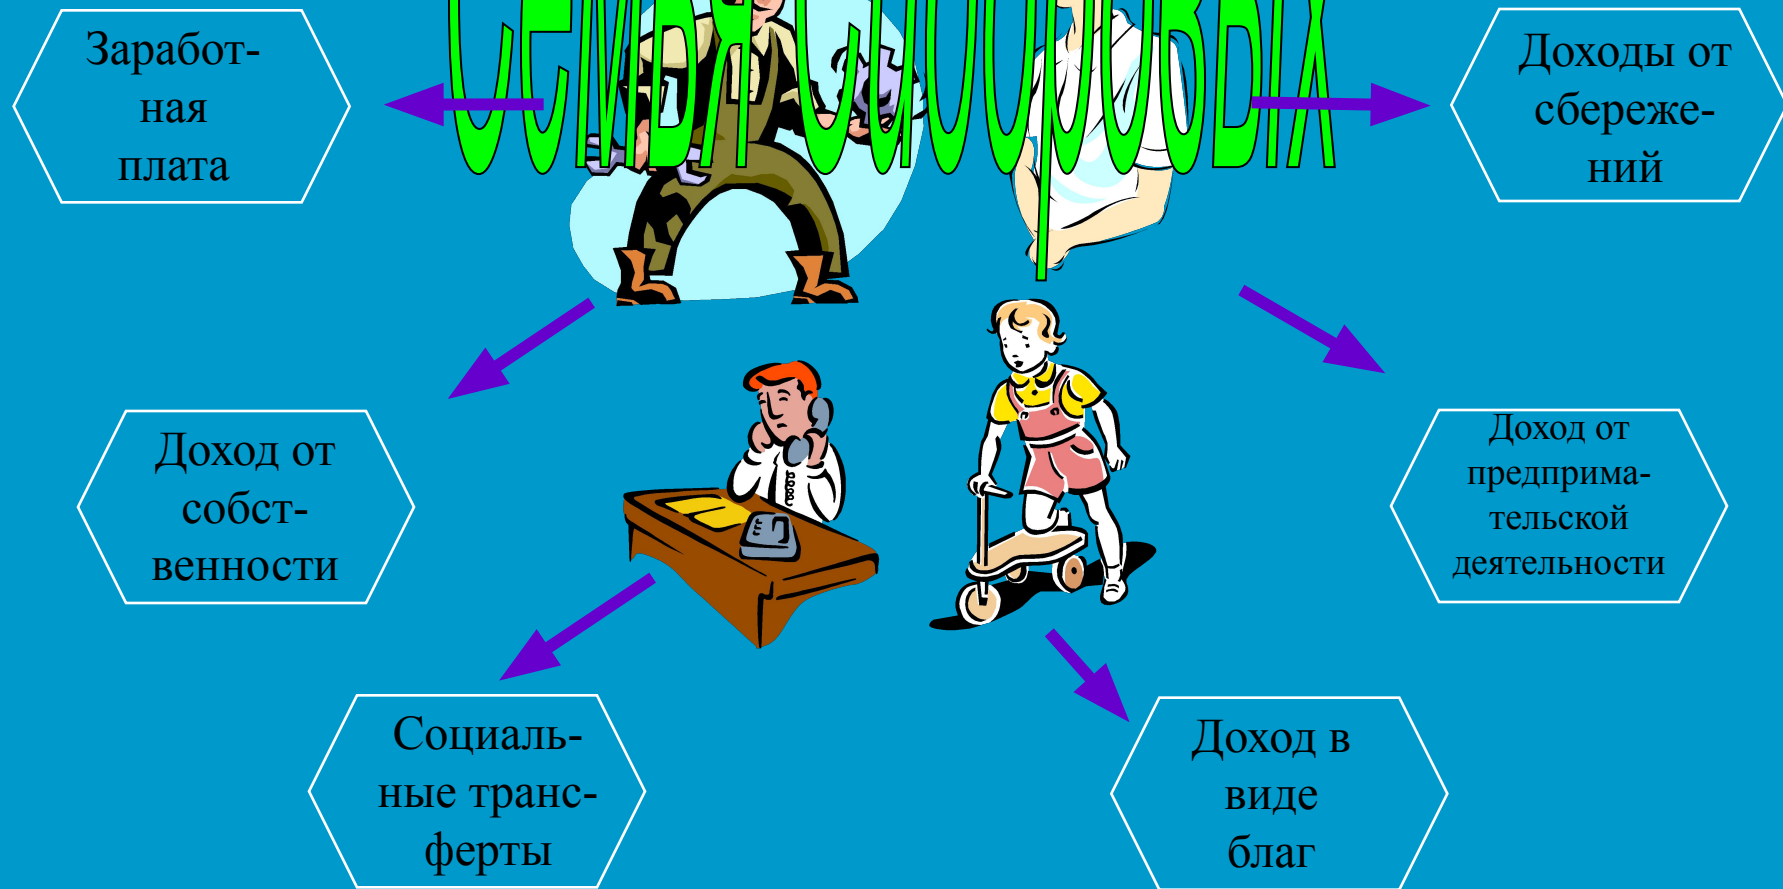 Семья
Заработ-
ная
плата
Доходы от
сбереже-
ний
Доход от
собст-
венности
Доход от
предприма-
тельской
деятельности
Социаль-
ные транс-
ферты
Доход в
виде
благ